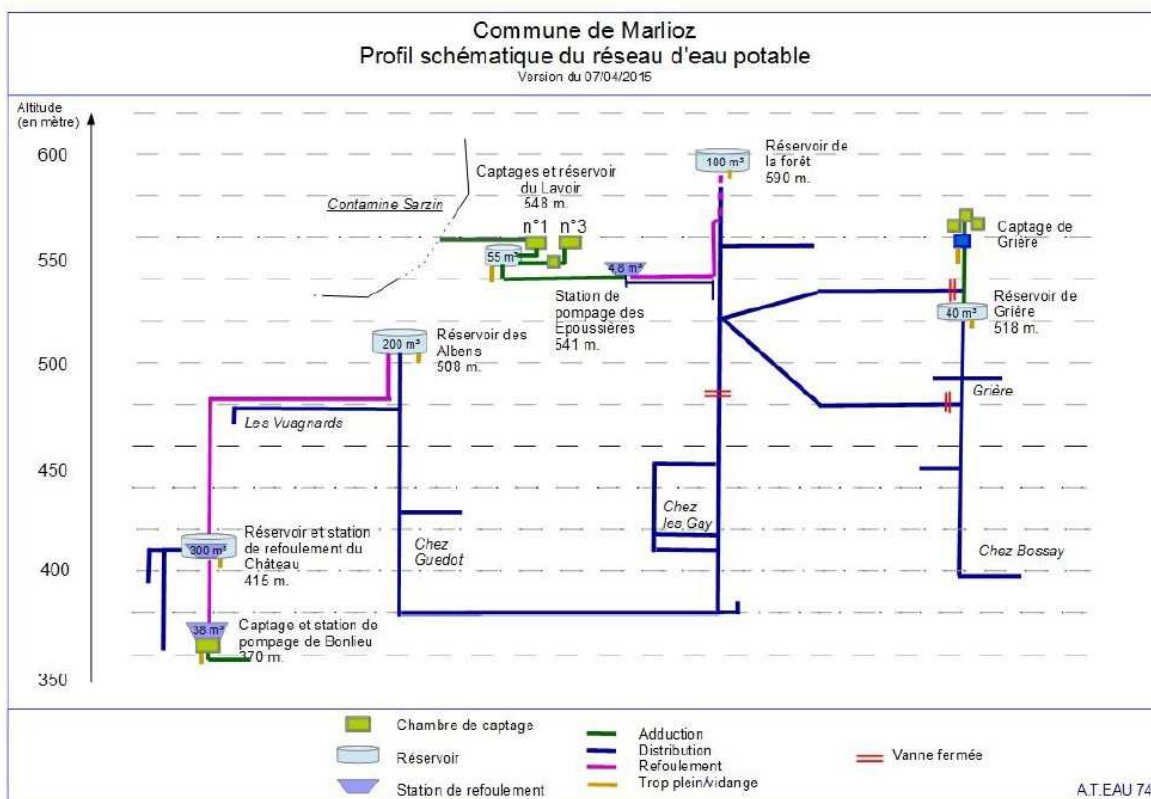 Commune de Marlioz
Profil schématique du réseau d'eau potable
Version du 07/04/2015
Altitude
(en mètre)
600
550
500
450
400
350
Contamine Sarzin
Captages et réservoir
du Lavoir
548 m.
n°1
n°3
55 m³
4,8 m³
Station de
pompage des
Epoussières
541 m.
100 m³
Réservoir de
la forêt
590 m.
Captage de
Grière
40 m³
Réservoir de
Grière
518 m.
Grière
Chez Bossay
200 m³
Réservoir des
Albens
508 m.
Les Vuagnards
Chez
Guedot
Chez
les Gay
300 m³
Réservoir et station
de refoulement du
Château
415 m.
38 m³
Captage et station de
pompage de Bonlieu
370 m.
Chambre de captage
Réservoir
Station de refoulement
Adduction
Distribution
Refoulement
Trop plein/vidange
Vanne fermée
A.T.EAU 74